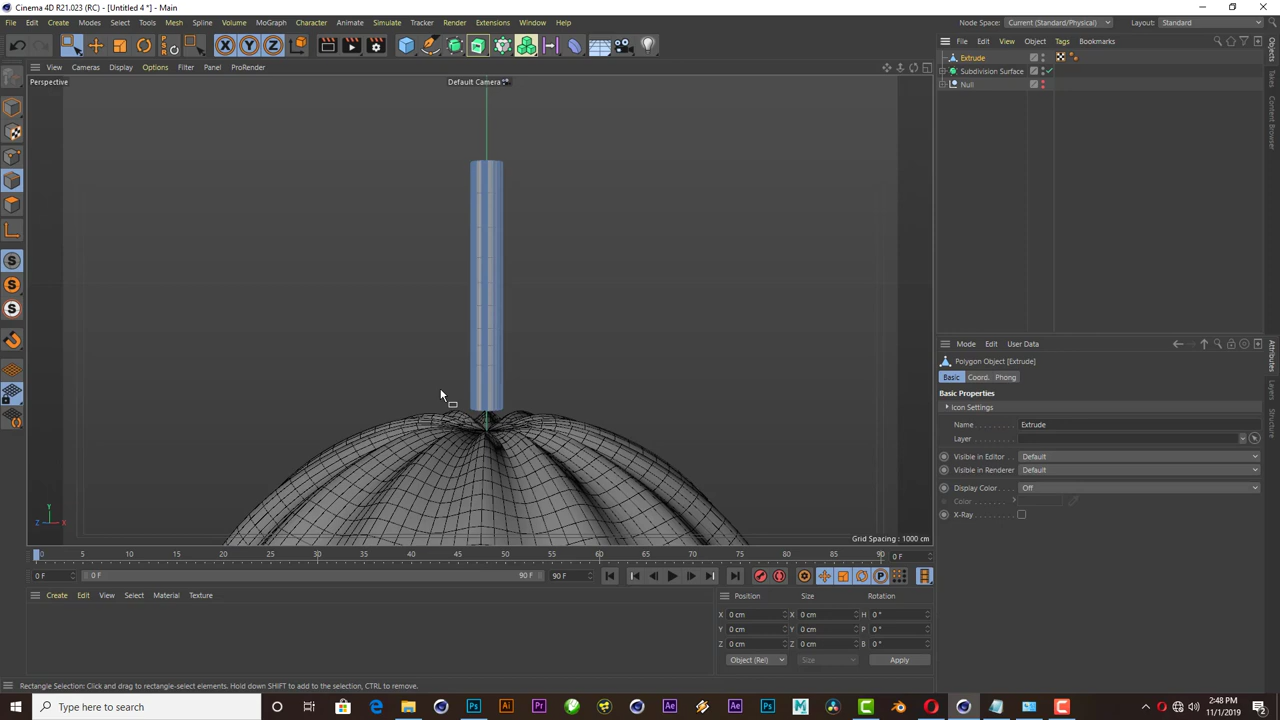 Cinema 4D R21.023 (RC) - [Untitled 4 *] - Main
File Edit Create Modes Select Tools Mesh Spline Volume MoGraph Character Animate Simulate Tracker Render Extensions Window Help
Node Space: Current (Standard/Physical) Layout: Standard
View Cameras Display Options Filter Panel ProRender
File Edit View Object Tags Bookmarks
Perspective
Default Camera
Extrude
Subdivision Surface
Null
Objects
Takes
Content Browser
Mode Edit User Data
Polygon Object [Extrude]
Basic Coord. Phong
Basic Properties
Icon Settings
Name Extrude
Layer
Visible in Editor Default
Visible in Renderer Default
Display Color Off
Color
X-Ray
Attributes
Layers
Structure
Grid Spacing : 1000 cm
0 5 10 15 20 25 30 35 40 45 50 55 60 65 70 75 80 85 90 0 F
0 F 0 F 90 F 90 F
Create Edit View Select Material Texture
Position Size Rotation
X 0 cm X 0 cm H 0 °
Y 0 cm Y 0 cm P 0 °
Z 0 cm Z 0 cm B 0 °
Object (Rel) Size Apply
Rectangle Selection: Click and drag to rectangle-select elements. Hold down SHIFT to add to the selection, CTRL to remove.
Type here to search
2:48 PM
11/1/2019